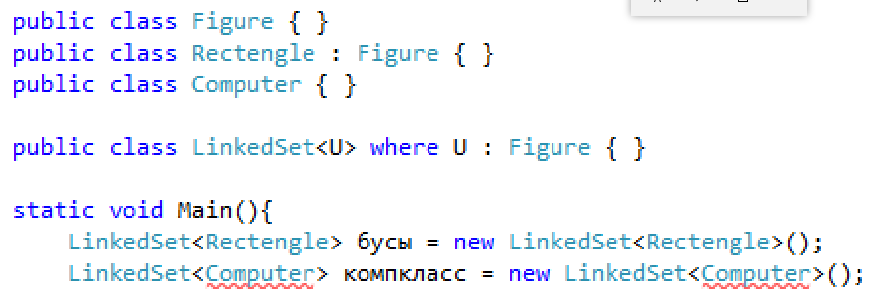 public class Figure { }
public class Rectengle : Figure { }
public class Computer { }
public class LinkedSet<U> where U : Figure { }
static void Main(){
LinkedSet<Rectengle> бусы = new LinkedSet<Rectengle>();
LinkedSet<Computer> компкласс = new LinkedSet<Computer>();